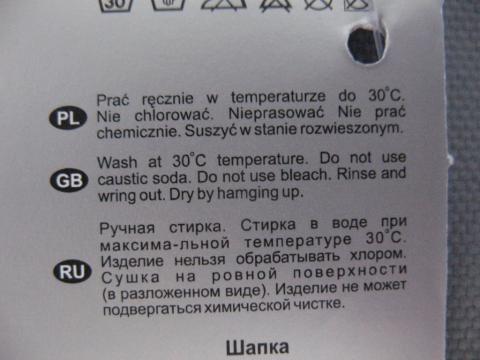 30
PL
Prać ręcznie w temperaturze do 30°C.
Nie chlorować. Nieprasować Nie prać
chemicznie. Suszyć w stanie rozwieszonym.
GB
Wash at 30°C temperature. Do not use
caustic soda. Do not use bleach. Rinse and
wring out. Dry by hamging up.
RU
Ручная стирка. Стирка в воде при
максима-льной температуре 30°C.
Изделие нельзя обрабатывать хлором.
Сушка на ровной поверхности
(в разложенном виде). Изделие не может
подвергаться химической чистке.
Шапка